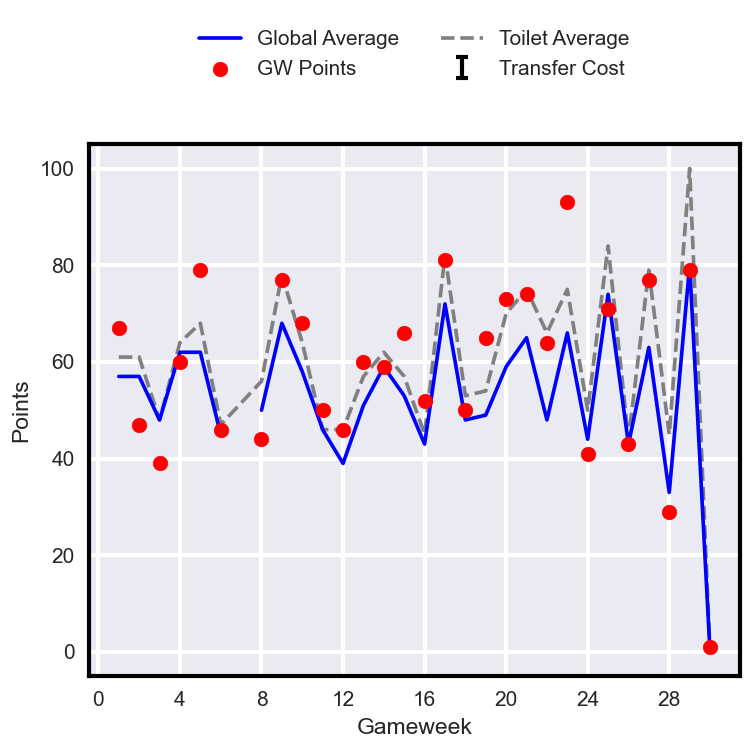 Global Average
Toilet Average
GW Points
Transfer Cost
100
80
60
40
20
0
Points
0 4 8 12 16 20 24 28
Gameweek